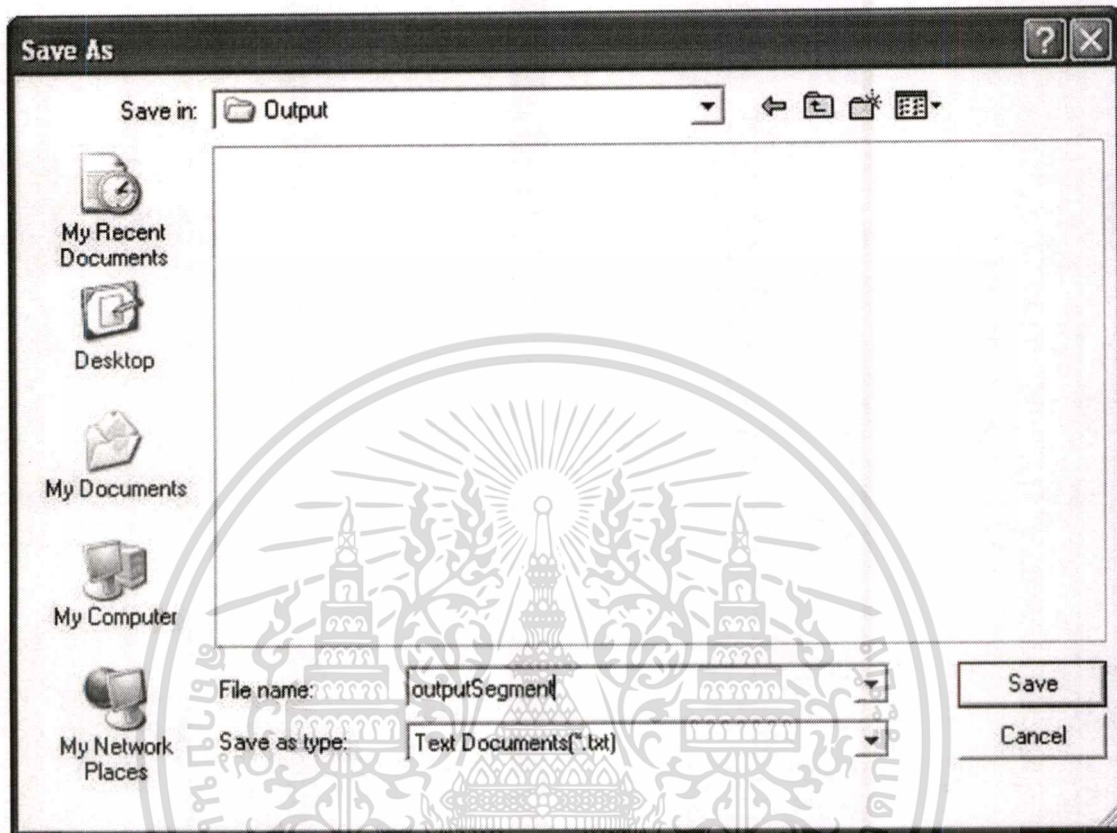 Save As
Save in: Output
My Recent
Documents
Desktop
My Documents
My Computer
My Network
Places
File name: outputSegment
Save as type: Text Documents(*.txt)
Save
Cancel